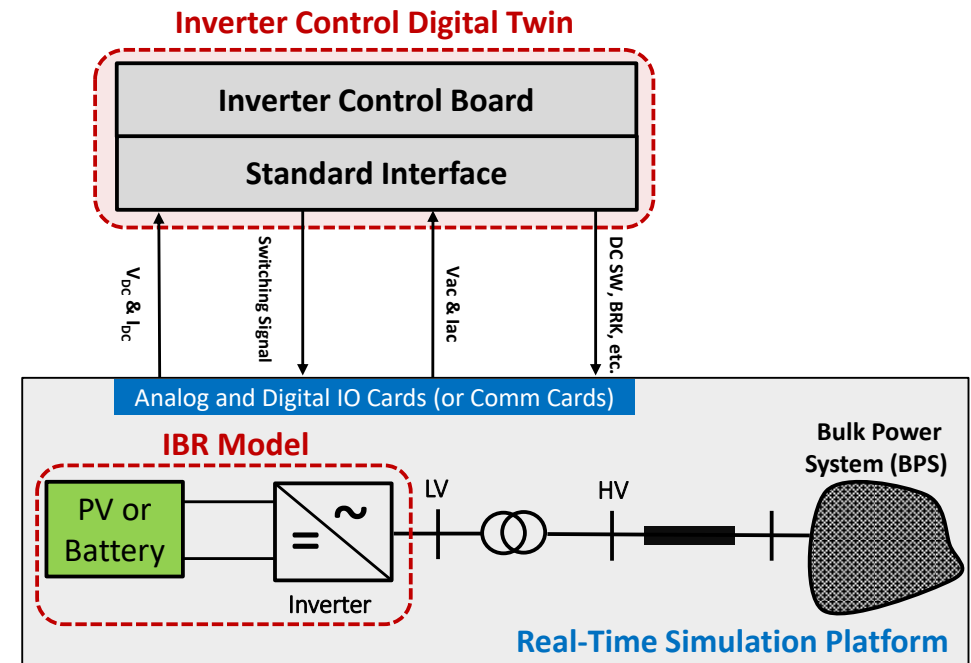 Inverter Control Digital Twin
Inverter Control Board
Standard Interface
V_DC & I_DC
Switching Signal
Vac & Iac
DC SW, BRK, etc.
Analog and Digital IO Cards (or Comm Cards)
IBR Model
Bulk Power
System (BPS)
PV or
Battery
= ~
Inverter
LV
HV
Real-Time Simulation Platform